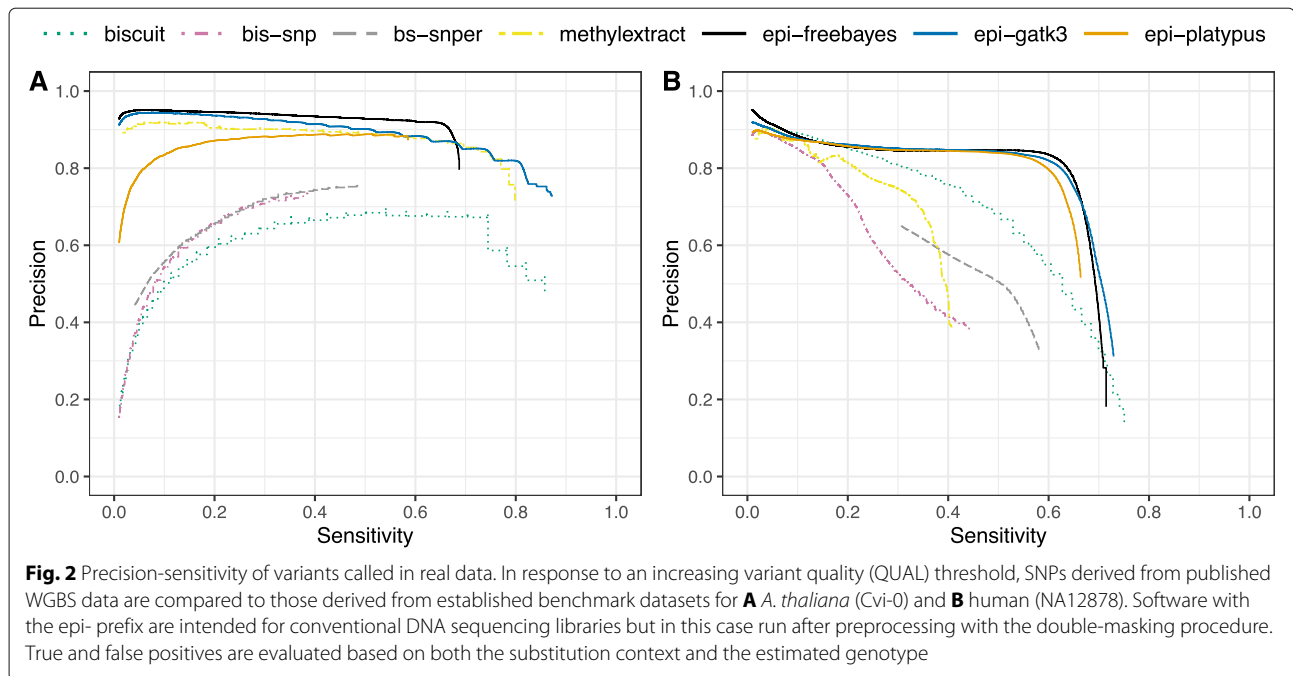 biscuit bis−snp bs−snper methylextract epi−freebayes epi−gatk3 epi−platypus
A
B
1.0
0.8
0.6
0.4
0.2
0.0
Precision
0.0 0.2 0.4 0.6 0.8 1.0
Sensitivity
1.0
0.8
0.6
0.4
0.2
0.0
Precision
0.0 0.2 0.4 0.6 0.8 1.0
Sensitivity
Fig. 2 Precision-sensitivity of variants called in real data. In response to an increasing variant quality (QUAL) threshold, SNPs derived from published
WGBS data are compared to those derived from established benchmark datasets for A A. thaliana (Cvi-0) and B human (NA12878). Software with
the epi- prefix are intended for conventional DNA sequencing libraries but in this case run after preprocessing with the double-masking procedure.
True and false positives are evaluated based on both the substitution context and the estimated genotype